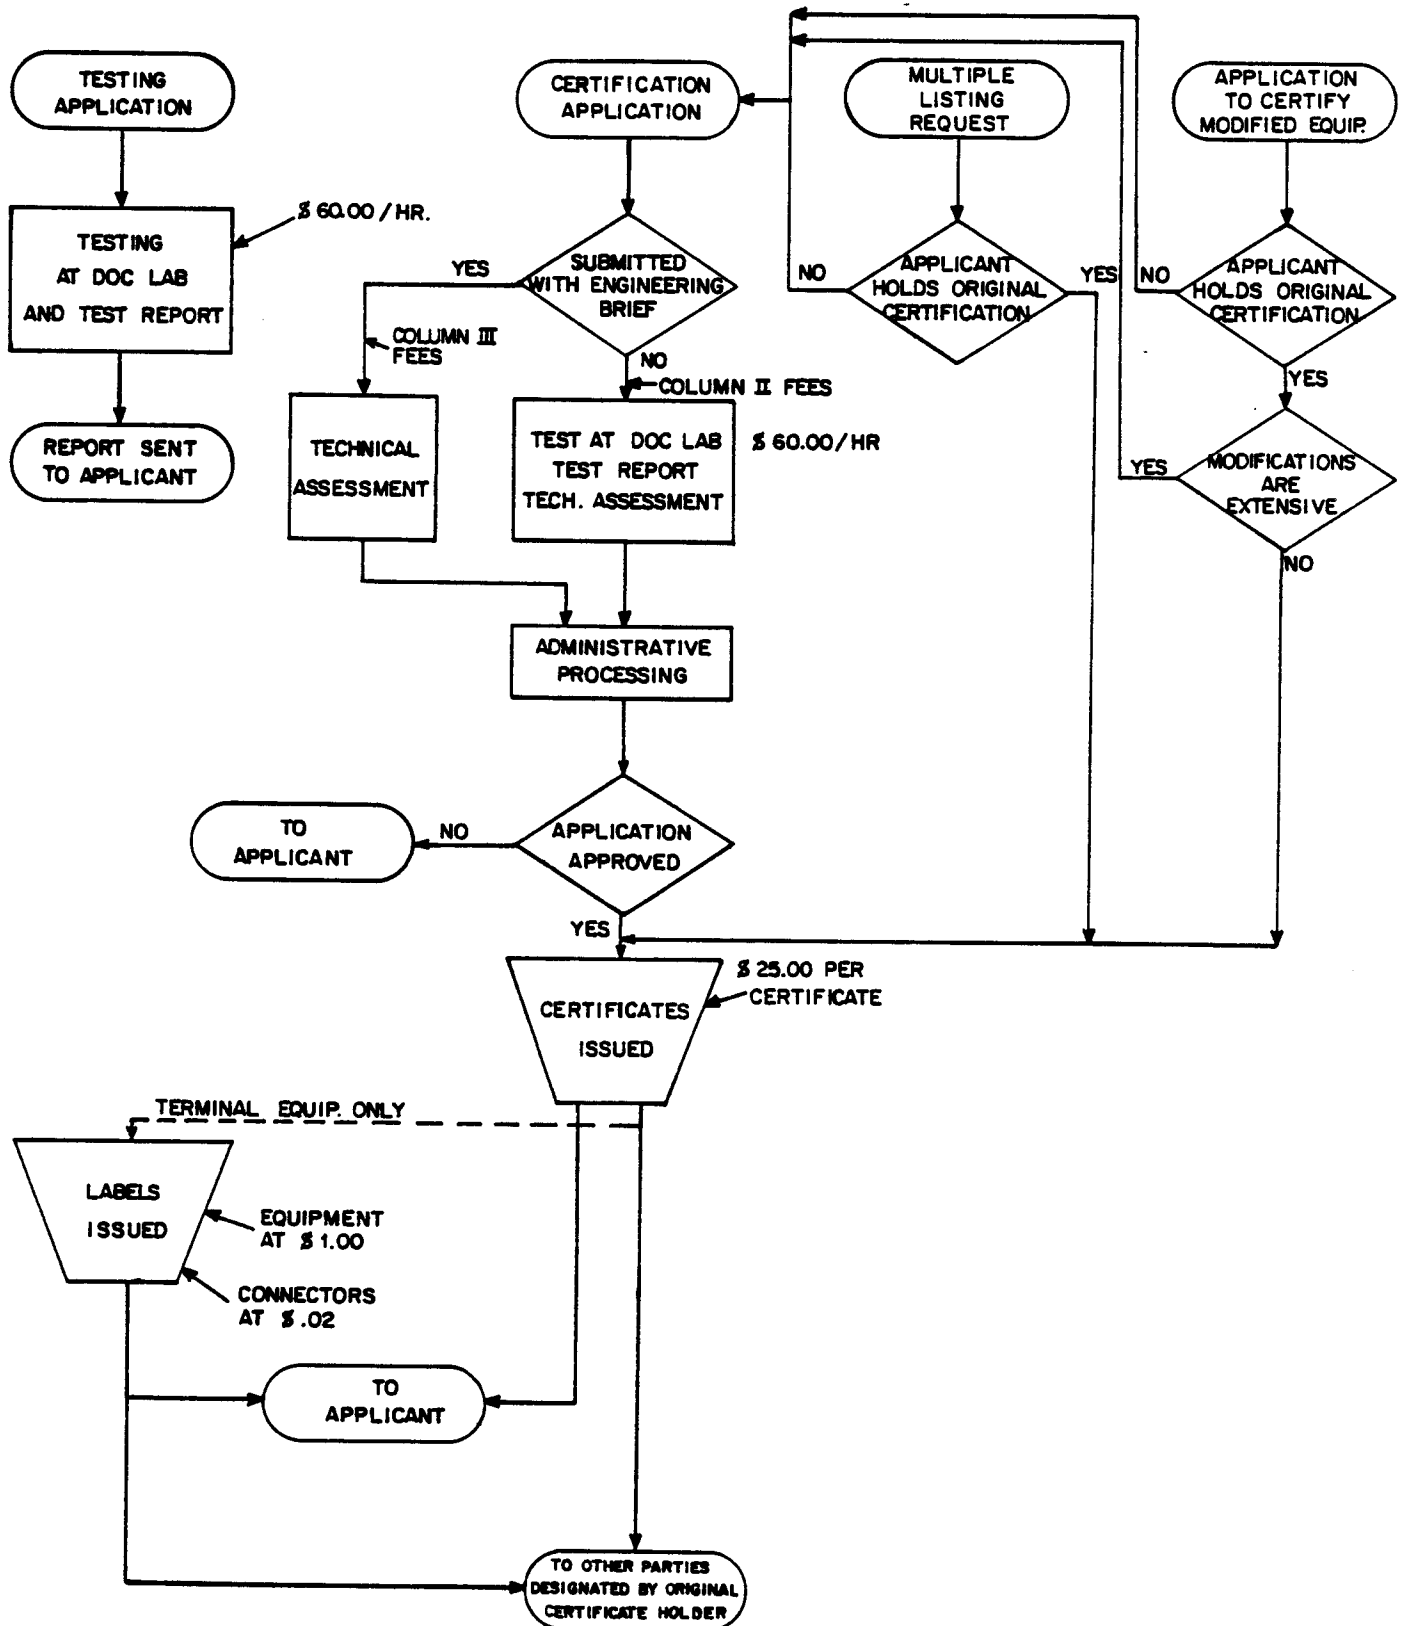 TESTING
APPLICATION
CERTIFICATION
APPLICATION
MULTIPLE
LISTING
REQUEST
APPLICATION
TO CERTIFY
MODIFIED EQUIP.
$ 60.00 / HR.
TESTING
AT DOC LAB
AND TEST REPORT
YES
SUBMITTED
WITH ENGINEERING
BRIEF
NO
APPLICANT
HOLDS ORIGINAL
CERTIFICATION
YES
NO
APPLICANT
HOLDS ORIGINAL
CERTIFICATION
COLUMN III
FEES
NO
COLUMN II FEES
YES
REPORT SENT
TO APPLICANT
TECHNICAL
ASSESSMENT
TEST AT DOC LAB
TEST REPORT
TECH. ASSESSMENT
$ 60.00/HR
YES
MODIFICATIONS
ARE
EXTENSIVE
NO
ADMINISTRATIVE
PROCESSING
TO
APPLICANT
NO
APPLICATION
APPROVED
YES
$ 25.00 PER
CERTIFICATE
CERTIFICATES
ISSUED
TERMINAL EQUIP. ONLY
LABELS
ISSUED
EQUIPMENT
AT $ 1.00
CONNECTORS
AT $ .02
TO
APPLICANT
TO OTHER PARTIES
DESIGNATED BY ORIGINAL
CERTIFICATE HOLDER